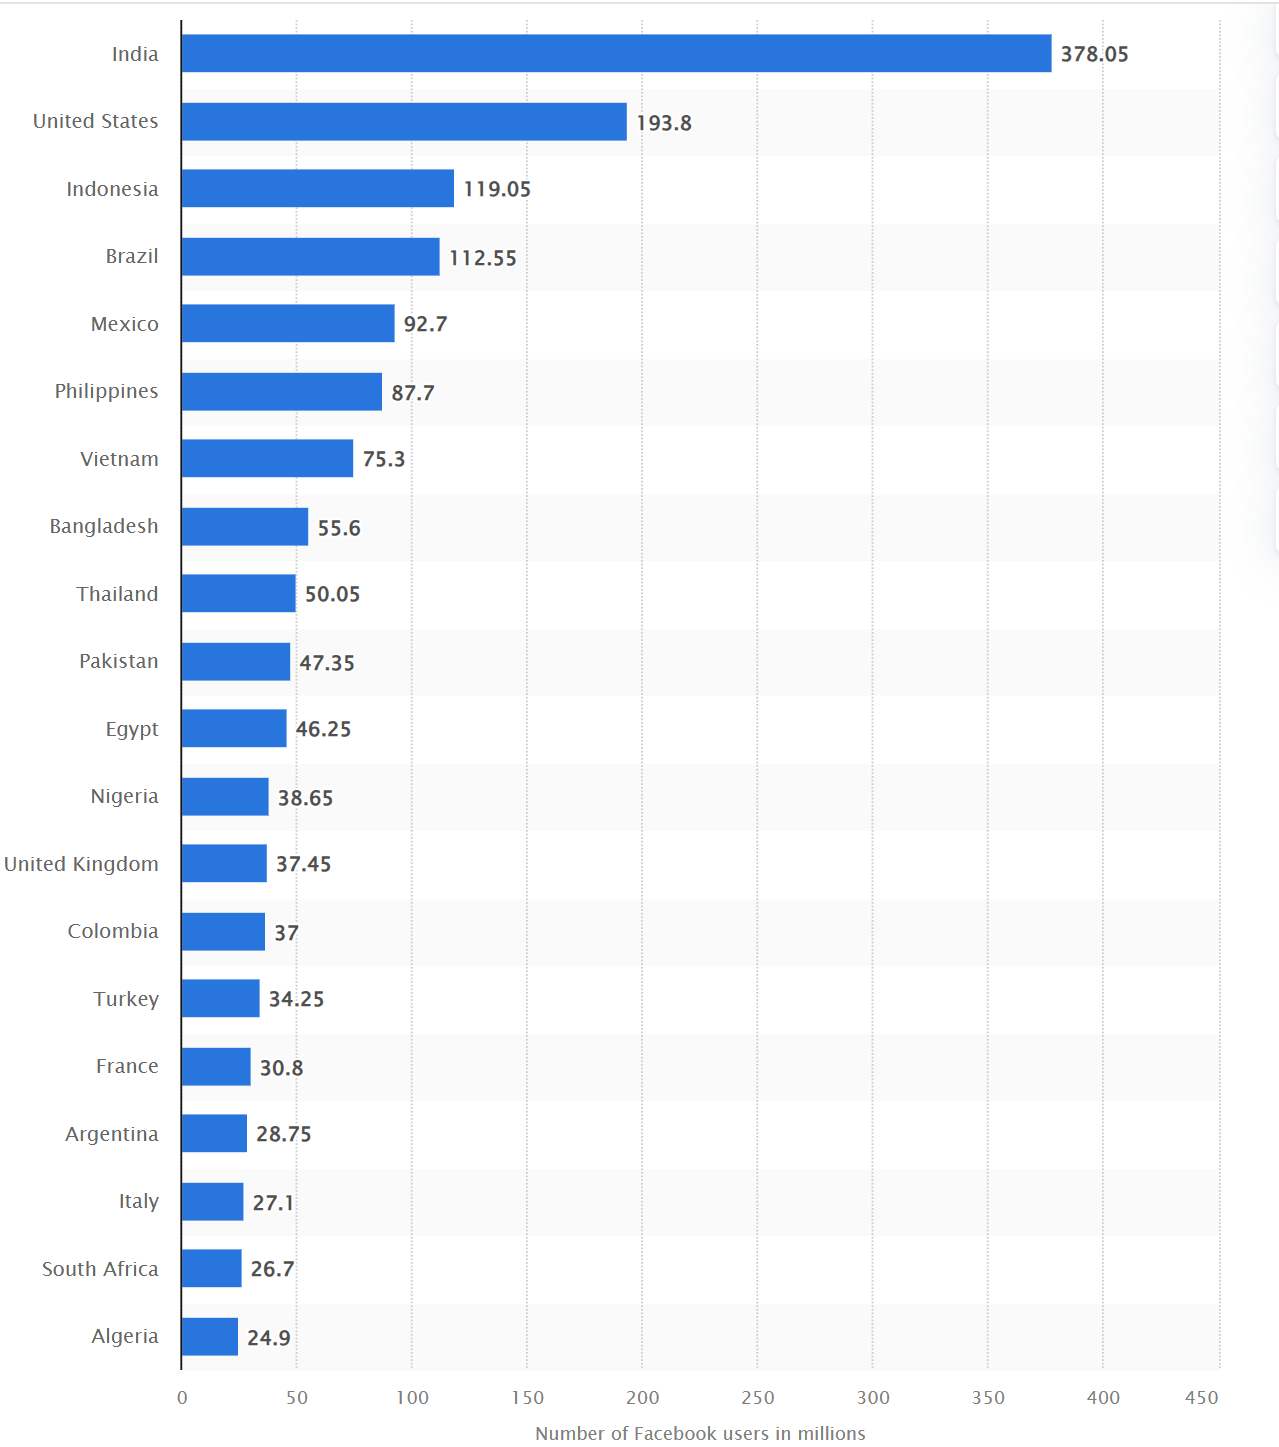 India 378.05
United States 193.8
Indonesia 119.05
Brazil 112.55
Mexico 92.7
Philippines 87.7
Vietnam 75.3
Bangladesh 55.6
Thailand 50.05
Pakistan 47.35
Egypt 46.25
Nigeria 38.65
United Kingdom 37.45
Colombia 37
Turkey 34.25
France 30.8
Argentina 28.75
Italy 27.1
South Africa 26.7
Algeria 24.9
0 50 100 150 200 250 300 350 400 450
Number of Facebook users in millions